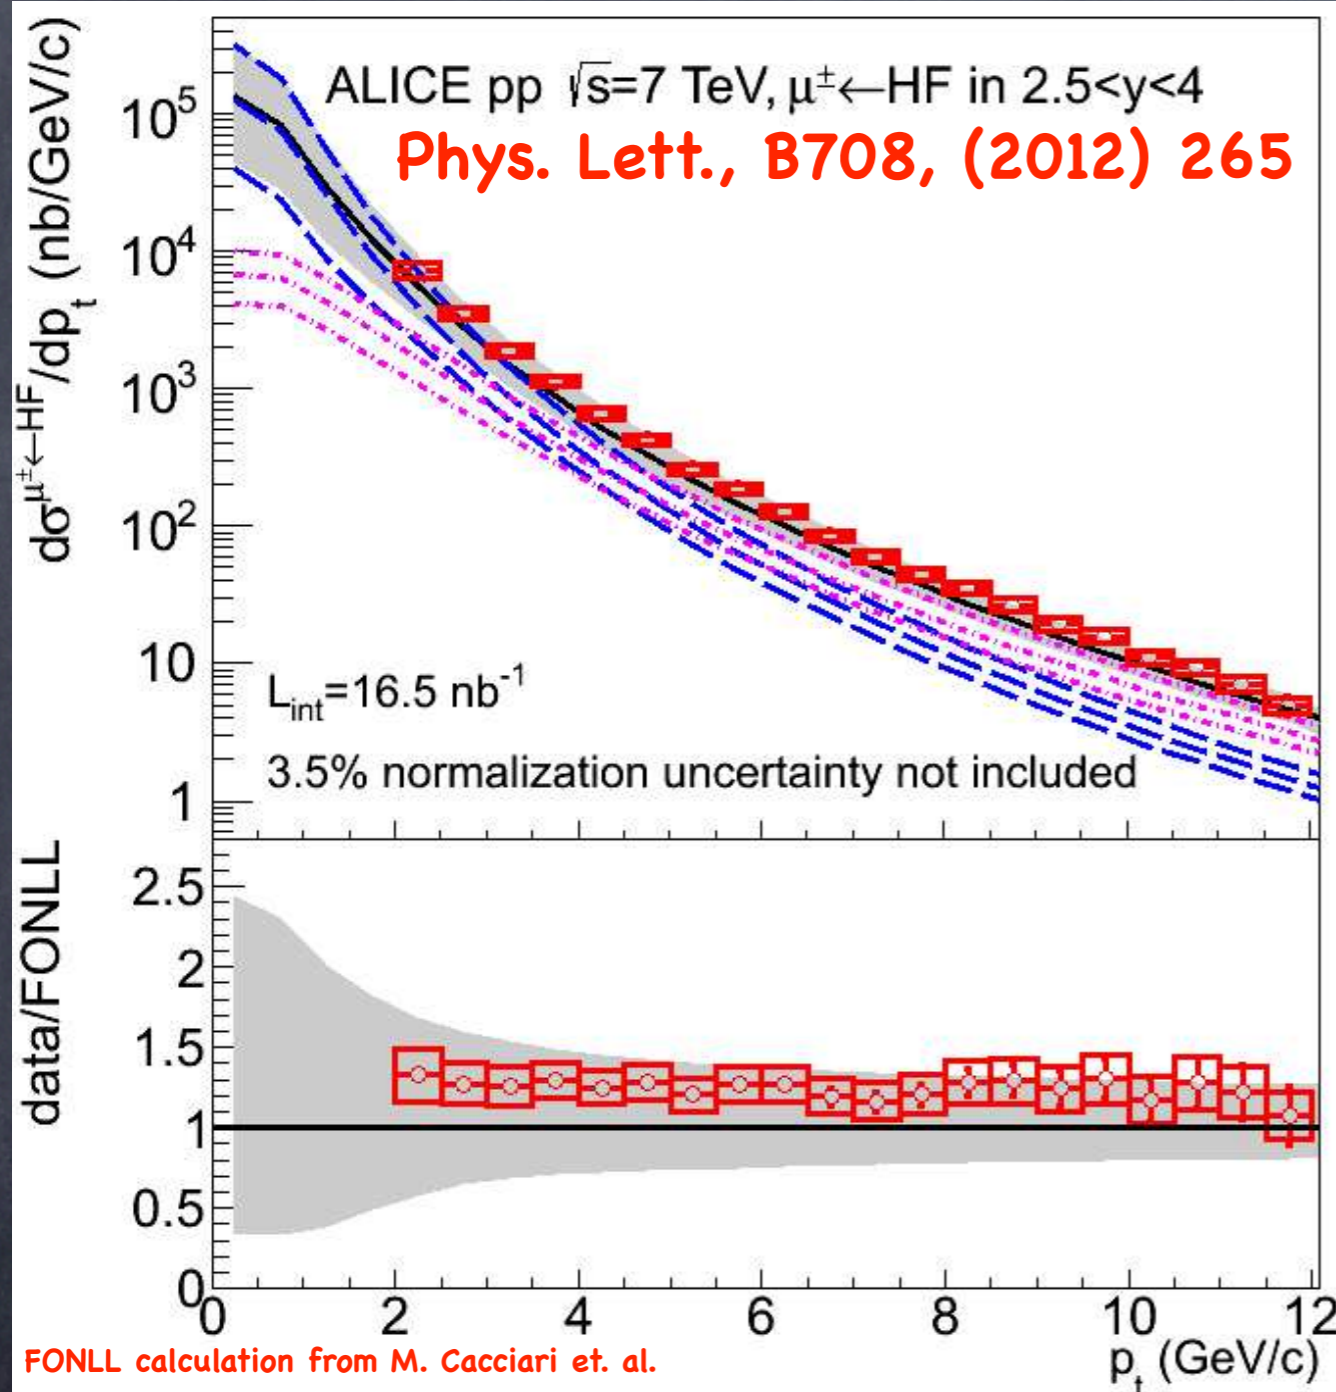 ALICE pp √s=7 TeV, μ±←HF in 2.5<y<4
Phys. Lett., B708, (2012) 265
dσ^μ±←HF/dp_t (nb/GeV/c)
10⁵
10⁴
10³
10²
10
1
L_int=16.5 nb⁻¹
3.5% normalization uncertainty not included
data/FONLL
2.5
2
1.5
1
0.5
0
0 2 4 6 8 10 12
p_t (GeV/c)
FONLL calculation from M. Cacciari et. al.